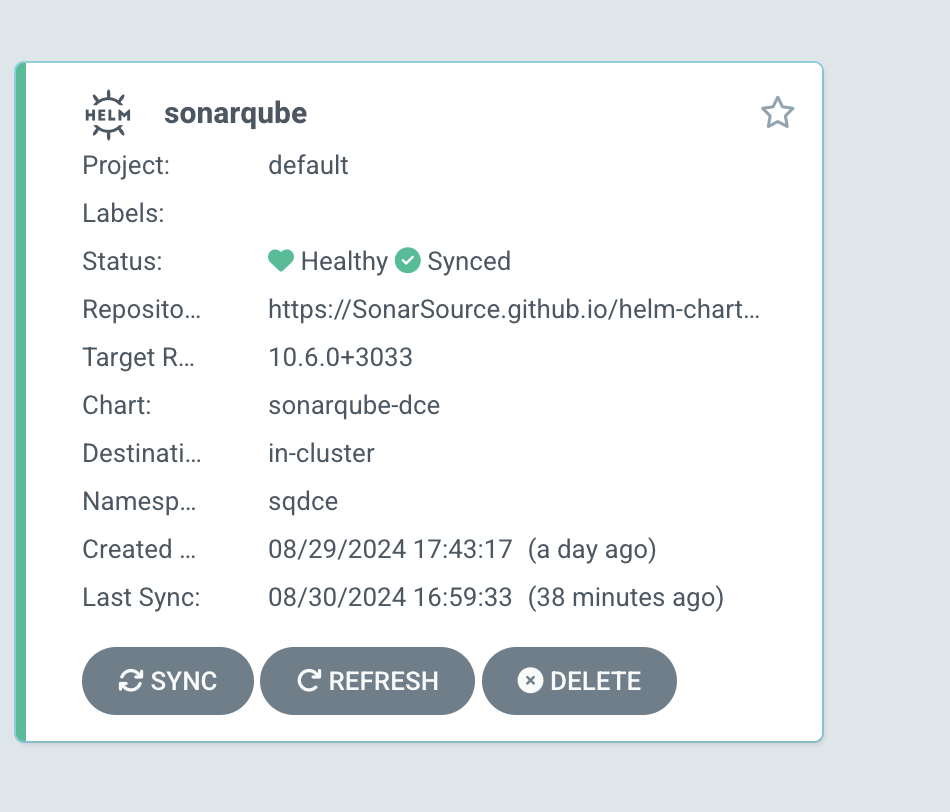 HELM sonarqube
Project: default
Labels:
Status: Healthy Synced
Reposito... https://SonarSource.github.io/helm-chart...
Target R... 10.6.0+3033
Chart: sonarqube-dce
Destinati... in-cluster
Namesp... sqdce
Created ... 08/29/2024 17:43:17 (a day ago)
Last Sync: 08/30/2024 16:59:33 (38 minutes ago)
SYNC REFRESH DELETE